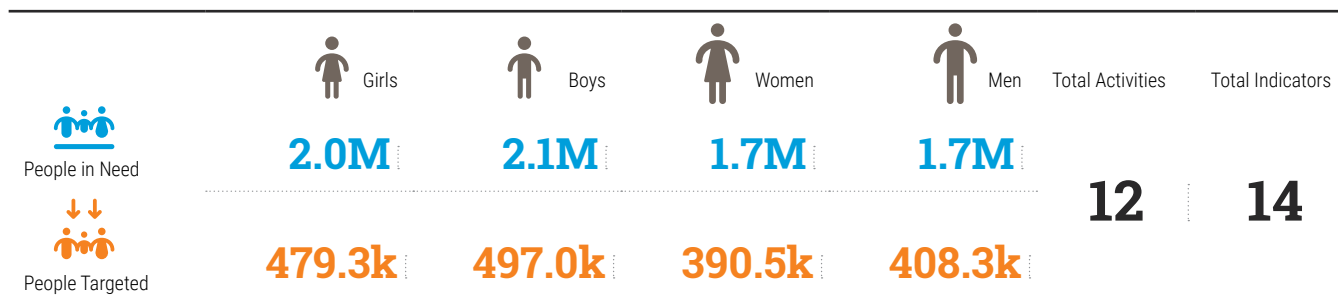 Girls Boys Women Men Total Activities Total Indicators
People in Need 2.0M 2.1M 1.7M 1.7M
12 14
People Targeted 479.3k 497.0k 390.5k 408.3k